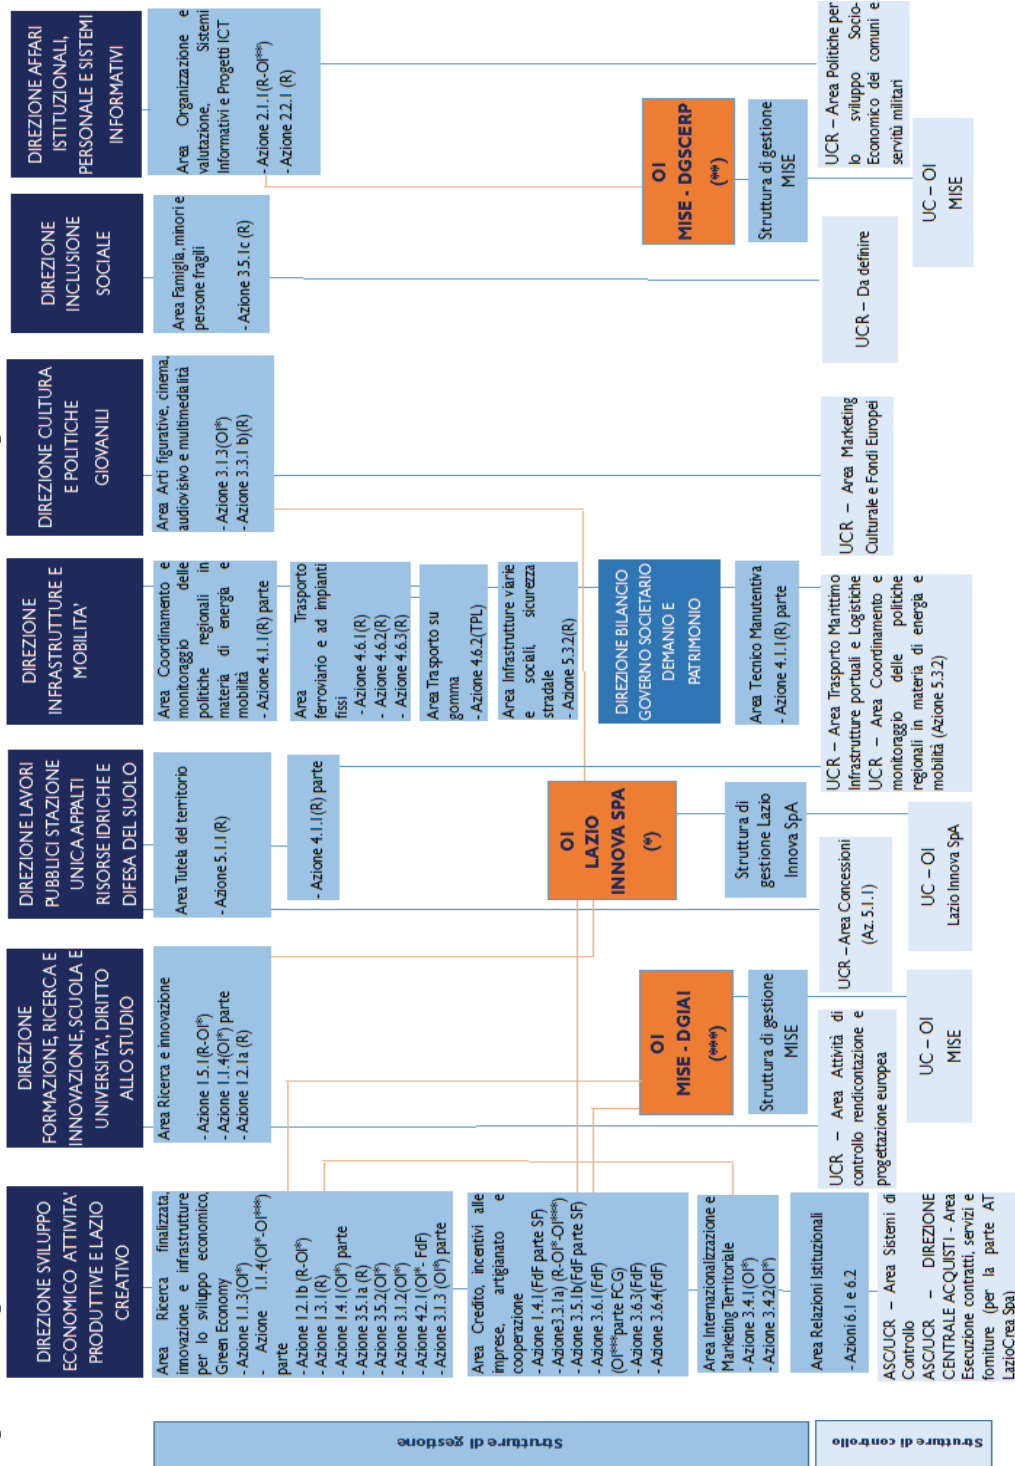 DIREZIONE SVILUPPO
ECONOMICO ATTIVITA'
PRODUTTIVE E LAZIO
CREATIVO
Area Ricerca finalizzata,
innovazione e infrastrutture
per lo sviluppo economico,
Green Economy
- Azione 1.1.3(OI*)
- Azione 1.1.4(OI*-OI***)
parte
- Azione 1.2.1b (R-OI*)
- Azione 1.3.1(R)
- Azione 1.4.1(OI*) parte
- Azione 3.5.1a (R)
- Azione 3.5.2(OI*)
- Azione 3.1.2(OI*)
- Azione 4.2.1(OI*- FdF)
- Azione 3.1.3 (OI*) parte
Area Credito, incentivi alle
imprese, artigianato e
cooperazione
- Azione 1.4.1(FdF parte SF)
- Azione3.3.1a) (R-OI*-OI***)
- Azione 3.5.1b(FdF parte SF)
- Azione 3.6.1(FdF)
(OI***parte FCG)
- Azione 3.6.3(FdF)
- Azione 3.6.4(FdF)
Area Internazionalizzazione e
Marketing Territoriale
- Azione 3.4.1(OI*)
- Azione 3.4.2(OI*)
Area Relazioni Istituzionali
- Azioni 6.1 e 6.2
ASC/UCR – Area Sistemi di
Controllo
ASC/UCR – DIREZIONE
CENTRALE ACQUISTI - Area
Esecuzione contratti, servizi e
forniture (per la parte AT
LazioCrea Spa)
DIREZIONE
FORMAZIONE, RICERCA E
INNOVAZIONE, SCUOLA E
UNIVERSITA', DIRITTO
ALLO STUDIO
Area Ricerca e innovazione
- Azione 1.5.1(R-OI*)
- Azione 1.1.4(OI*) parte
- Azione 1.2.1a (R)
OI
MISE - DGIAI
(***)
Struttura di gestione
MISE
UCR – Area Attività di
controllo rendicontazione e
progettazione europea
UC – OI
MISE
DIREZIONE LAVORI
PUBBLICI STAZIONE
UNICA APPALTI
RISORSE IDRICHE E
DIFESA DEL SUOLO
Area Tutela del territorio
- Azione 5.1.1 (R)
- Azione 4.1.1(R) parte
OI
LAZIO
INNOVA SPA
(*)
Struttura di
gestione Lazio
Innova SpA
UCR –Area Concessioni
(Az. 5.1.1)
UC – OI
Lazio Innova SpA
DIREZIONE
INFRASTRUTTURE E
MOBILITA'
Area Coordinamento e
monitoraggio delle
politiche regionali in
materia di energia e
mobilità
- Azione 4.1.1(R) parte
Area Trasporto
ferroviario e ad impianti
fissi
- Azione 4.6.1(R)
- Azione 4.6.2(R)
- Azione 4.6.3(R)
Area Trasporto su
gomma
- Azione 4.6.2(TPL)
Area Infrastrutture viarie
e sociali, sicurezza
stradale
- Azione 5.3.2(R)
DIREZIONE BILANCIO
GOVERNO SOCIETARIO
DEMANIO E
PATRIMONIO
Area Tecnico Manutentiva
- Azione 4.1.1(R) parte
UCR – Area Trasporto Marittimo
Infrastrutture portuali e Logistiche
UCR – Area Coordinamento e
monitoraggio delle politiche
regionali in materia di energia e
mobilità (Azione 5.3.2)
DIREZIONE CULTURA
E POLITICHE
GIOVANILI
Area Arti figurative, cinema,
audiovisivo e multimedialità
- Azione 3.1.3(OI*)
- Azione 3.3.1 b)(R)
UCR – Area Marketing
Culturale e Fondi Europei
DIREZIONE
INCLUSIONE
SOCIALE
Area Famiglia, minori e
persone fragili
- Azione 3.5.1c (R)
UCR – Da definire
DIREZIONE AFFARI
ISTITUZIONALI,
PERSONALE E SISTEMI
INFORMATIVI
Area Organizzazione e
valutazione, Sistemi
Informativi e Progetti ICT
- Azione 2.1.1(R-OI**)
- Azione 2.2.1 (R)
OI
MISE - DGSCERP
(**)
Struttura di gestione
MISE
UCR – Area Politiche per
lo sviluppo Socio-
Economico dei comuni e
servitù militari
UC – OI
MISE
Strutture di gestione
Strutture di controllo